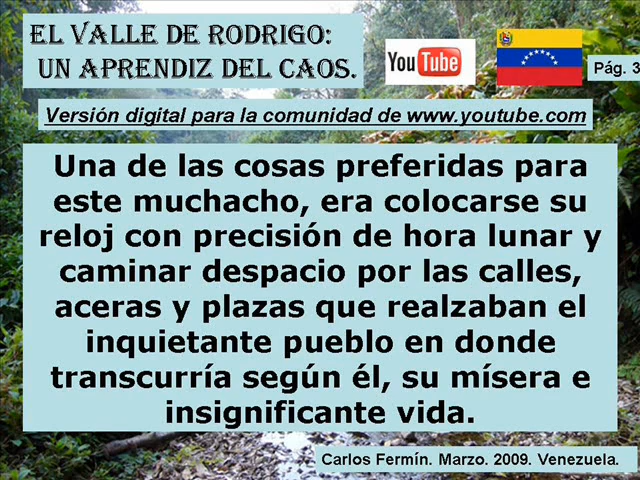 EL VALLE DE RODRIGO:
UN APRENDIZ DEL CAOS.
YouTube
Pág. 3
Versión digital para la comunidad de www.youtube.com
Una de las cosas preferidas para
este muchacho, era colocarse su
reloj con precisión de hora lunar y
caminar despacio por las calles,
aceras y plazas que realzaban el
inquietante pueblo en donde
transcurría según él, su mísera e
insignificante vida.
Carlos Fermín. Marzo. 2009. Venezuela.